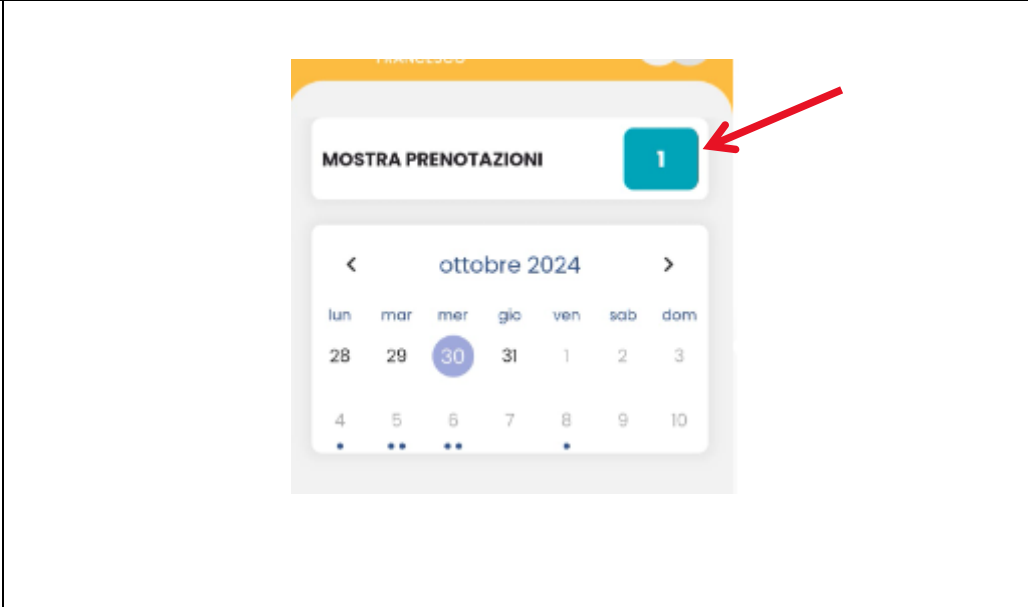 FRANCESCO
MOSTRA PRENOTAZIONI 1
ottobre 2024
lun mar mer gio ven sab dom
28 29 30 31 1 2 3
4 5 6 7 8 9 10